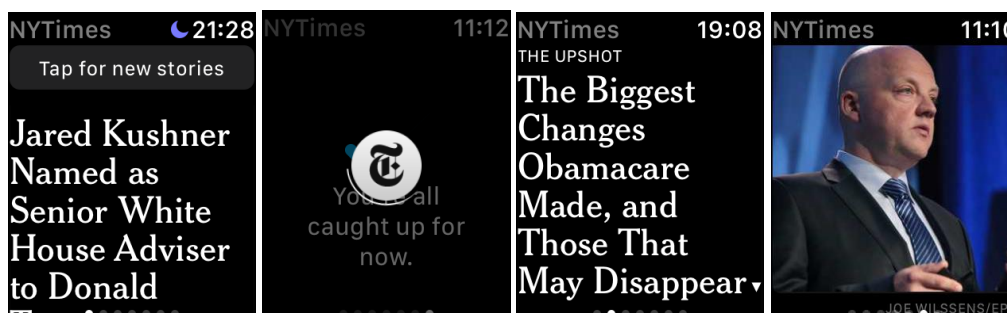 NYTimes 21:28
Tap for new stories
Jared Kushner
Named as
Senior White
House Adviser
to Donald
NYTimes 11:12
You're all
caught up for
now.
NYTimes 19:08
THE UPSHOT
The Biggest
Changes
Obamacare
Made, and
Those That
May Disappear
NYTimes
JOE WILSSENS/